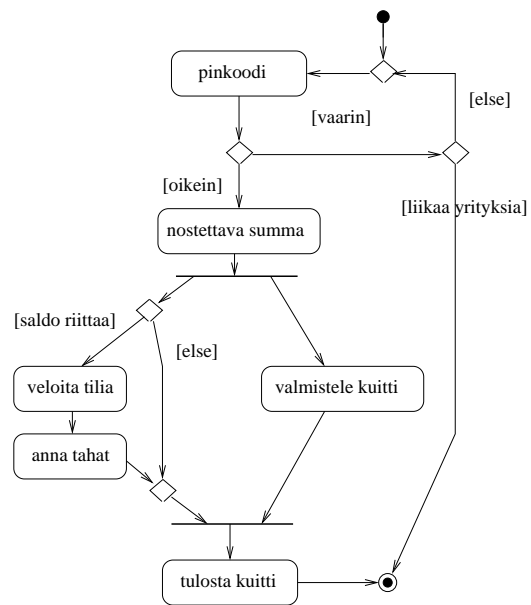 pinkoodi
[else]
[vaarin]
[oikein]
[liikaa yrityksia]
nostettava summa
[saldo riittaa]
[else]
veloita tilia
valmistele kuitti
anna tahat
tulosta kuitti